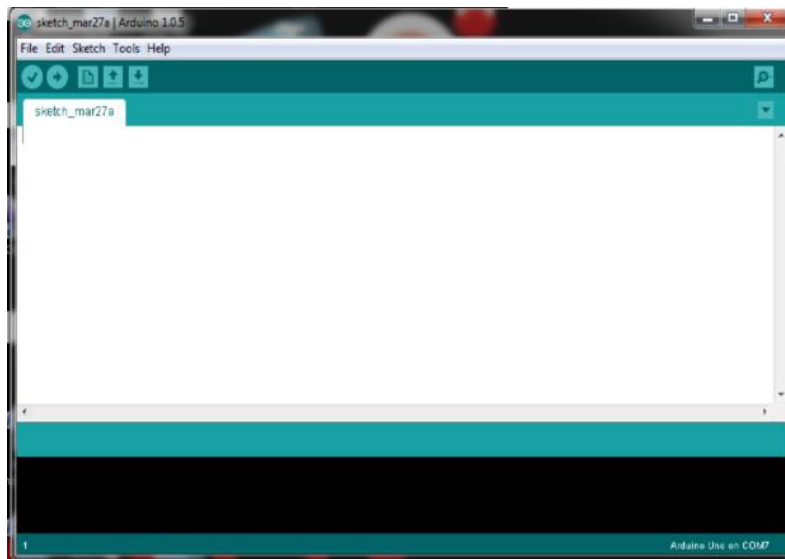 sketch_mar27a | Arduino 1.0.5
File Edit Sketch Tools Help
sketch_mar27a
1
Arduino Uno on COM7